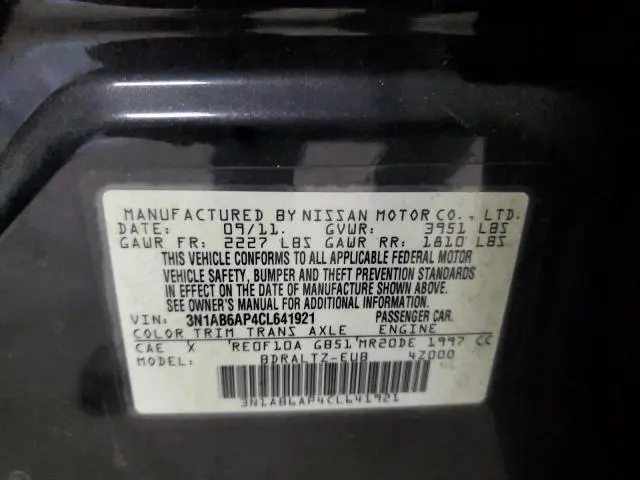 MANUFACTURED BY NISSAN MOTOR CO., LTD.
DATE: 09/11. GVWR: 3951 LBS
GAWR FR: 2227 LBS GAWR RR: 1810 LBS
THIS VEHICLE CONFORMS TO ALL APPLICABLE FEDERAL MOTOR
VEHICLE SAFETY, BUMPER AND THEFT PREVENTION STANDARDS
IN EFFECT ON THE DATE OF MANUFACTURE SHOWN ABOVE.
SEE OWNER'S MANUAL FOR ADDITIONAL INFORMATION
VIN: 3N1AB6AP4CL641921 PASSENGER CAR.
COLOR TRIM TRANS AXLE ENGINE
CAE X RE0F10A GB51 MR20DE 1997 CC
BDRALTZ-EUB 4Z000
3N1AB6AP4CL641921